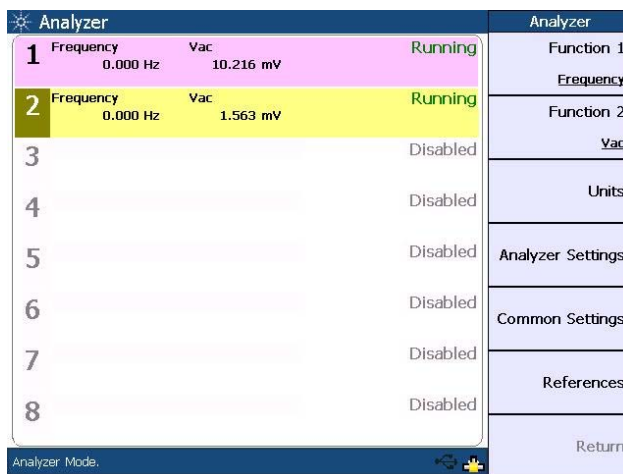 Analyzer
1 Frequency Vac Running
0.000 Hz 10.216 mV
2 Frequency Vac Running
0.000 Hz 1.563 mV
3 Disabled
4 Disabled
5 Disabled
6 Disabled
7 Disabled
8 Disabled
Analyzer Mode.
Analyzer
Function 1
Frequency
Function 2
Vac
Units
Analyzer Settings
Common Settings
References
Return